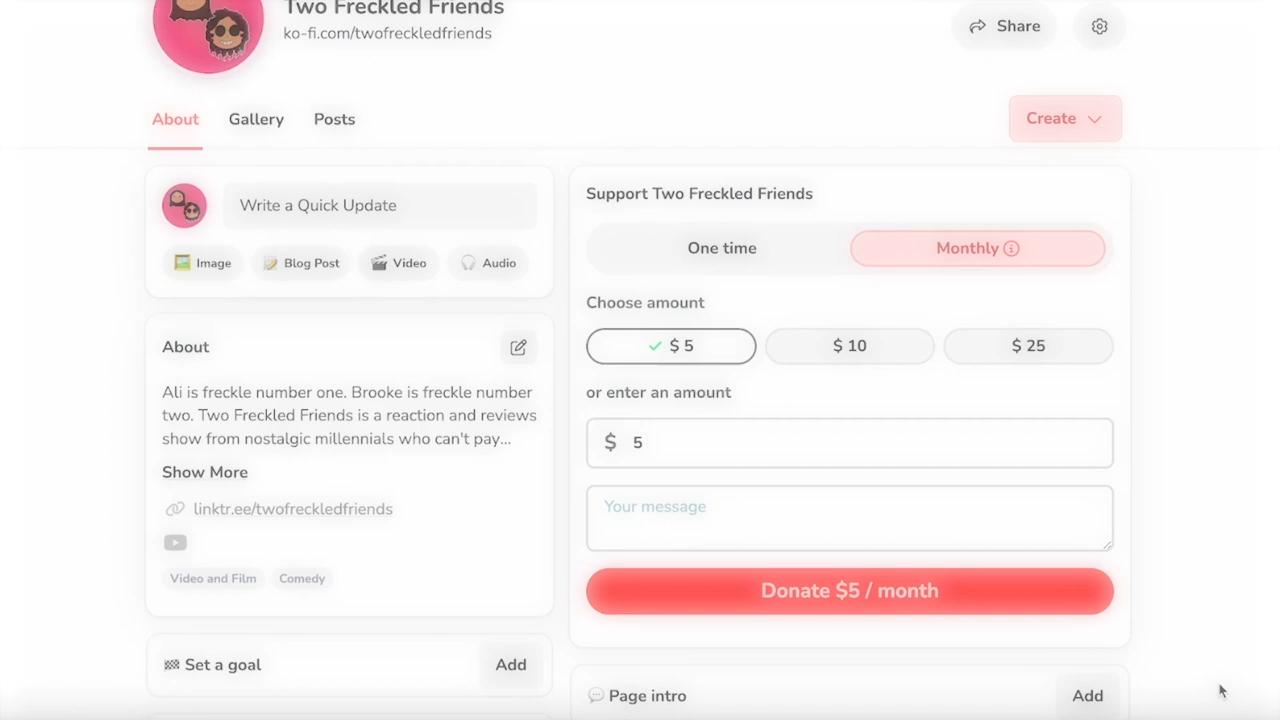 Two Freckled Friends
ko-fi.com/twofreckledfriends
Share
About Gallery Posts
Create
Write a Quick Update
Image Blog Post Video Audio
About
Ali is freckle number one. Brooke is freckle number
two. Two Freckled Friends is a reaction and reviews
show from nostalgic millennials who can't pay...
Show More
linktr.ee/twofreckledfriends
Video and Film Comedy
Set a goal Add
Support Two Freckled Friends
One time Monthly
Choose amount
$ 5 $ 10 $ 25
or enter an amount
$ 5
Your message
Donate $5 / month
Page intro Add